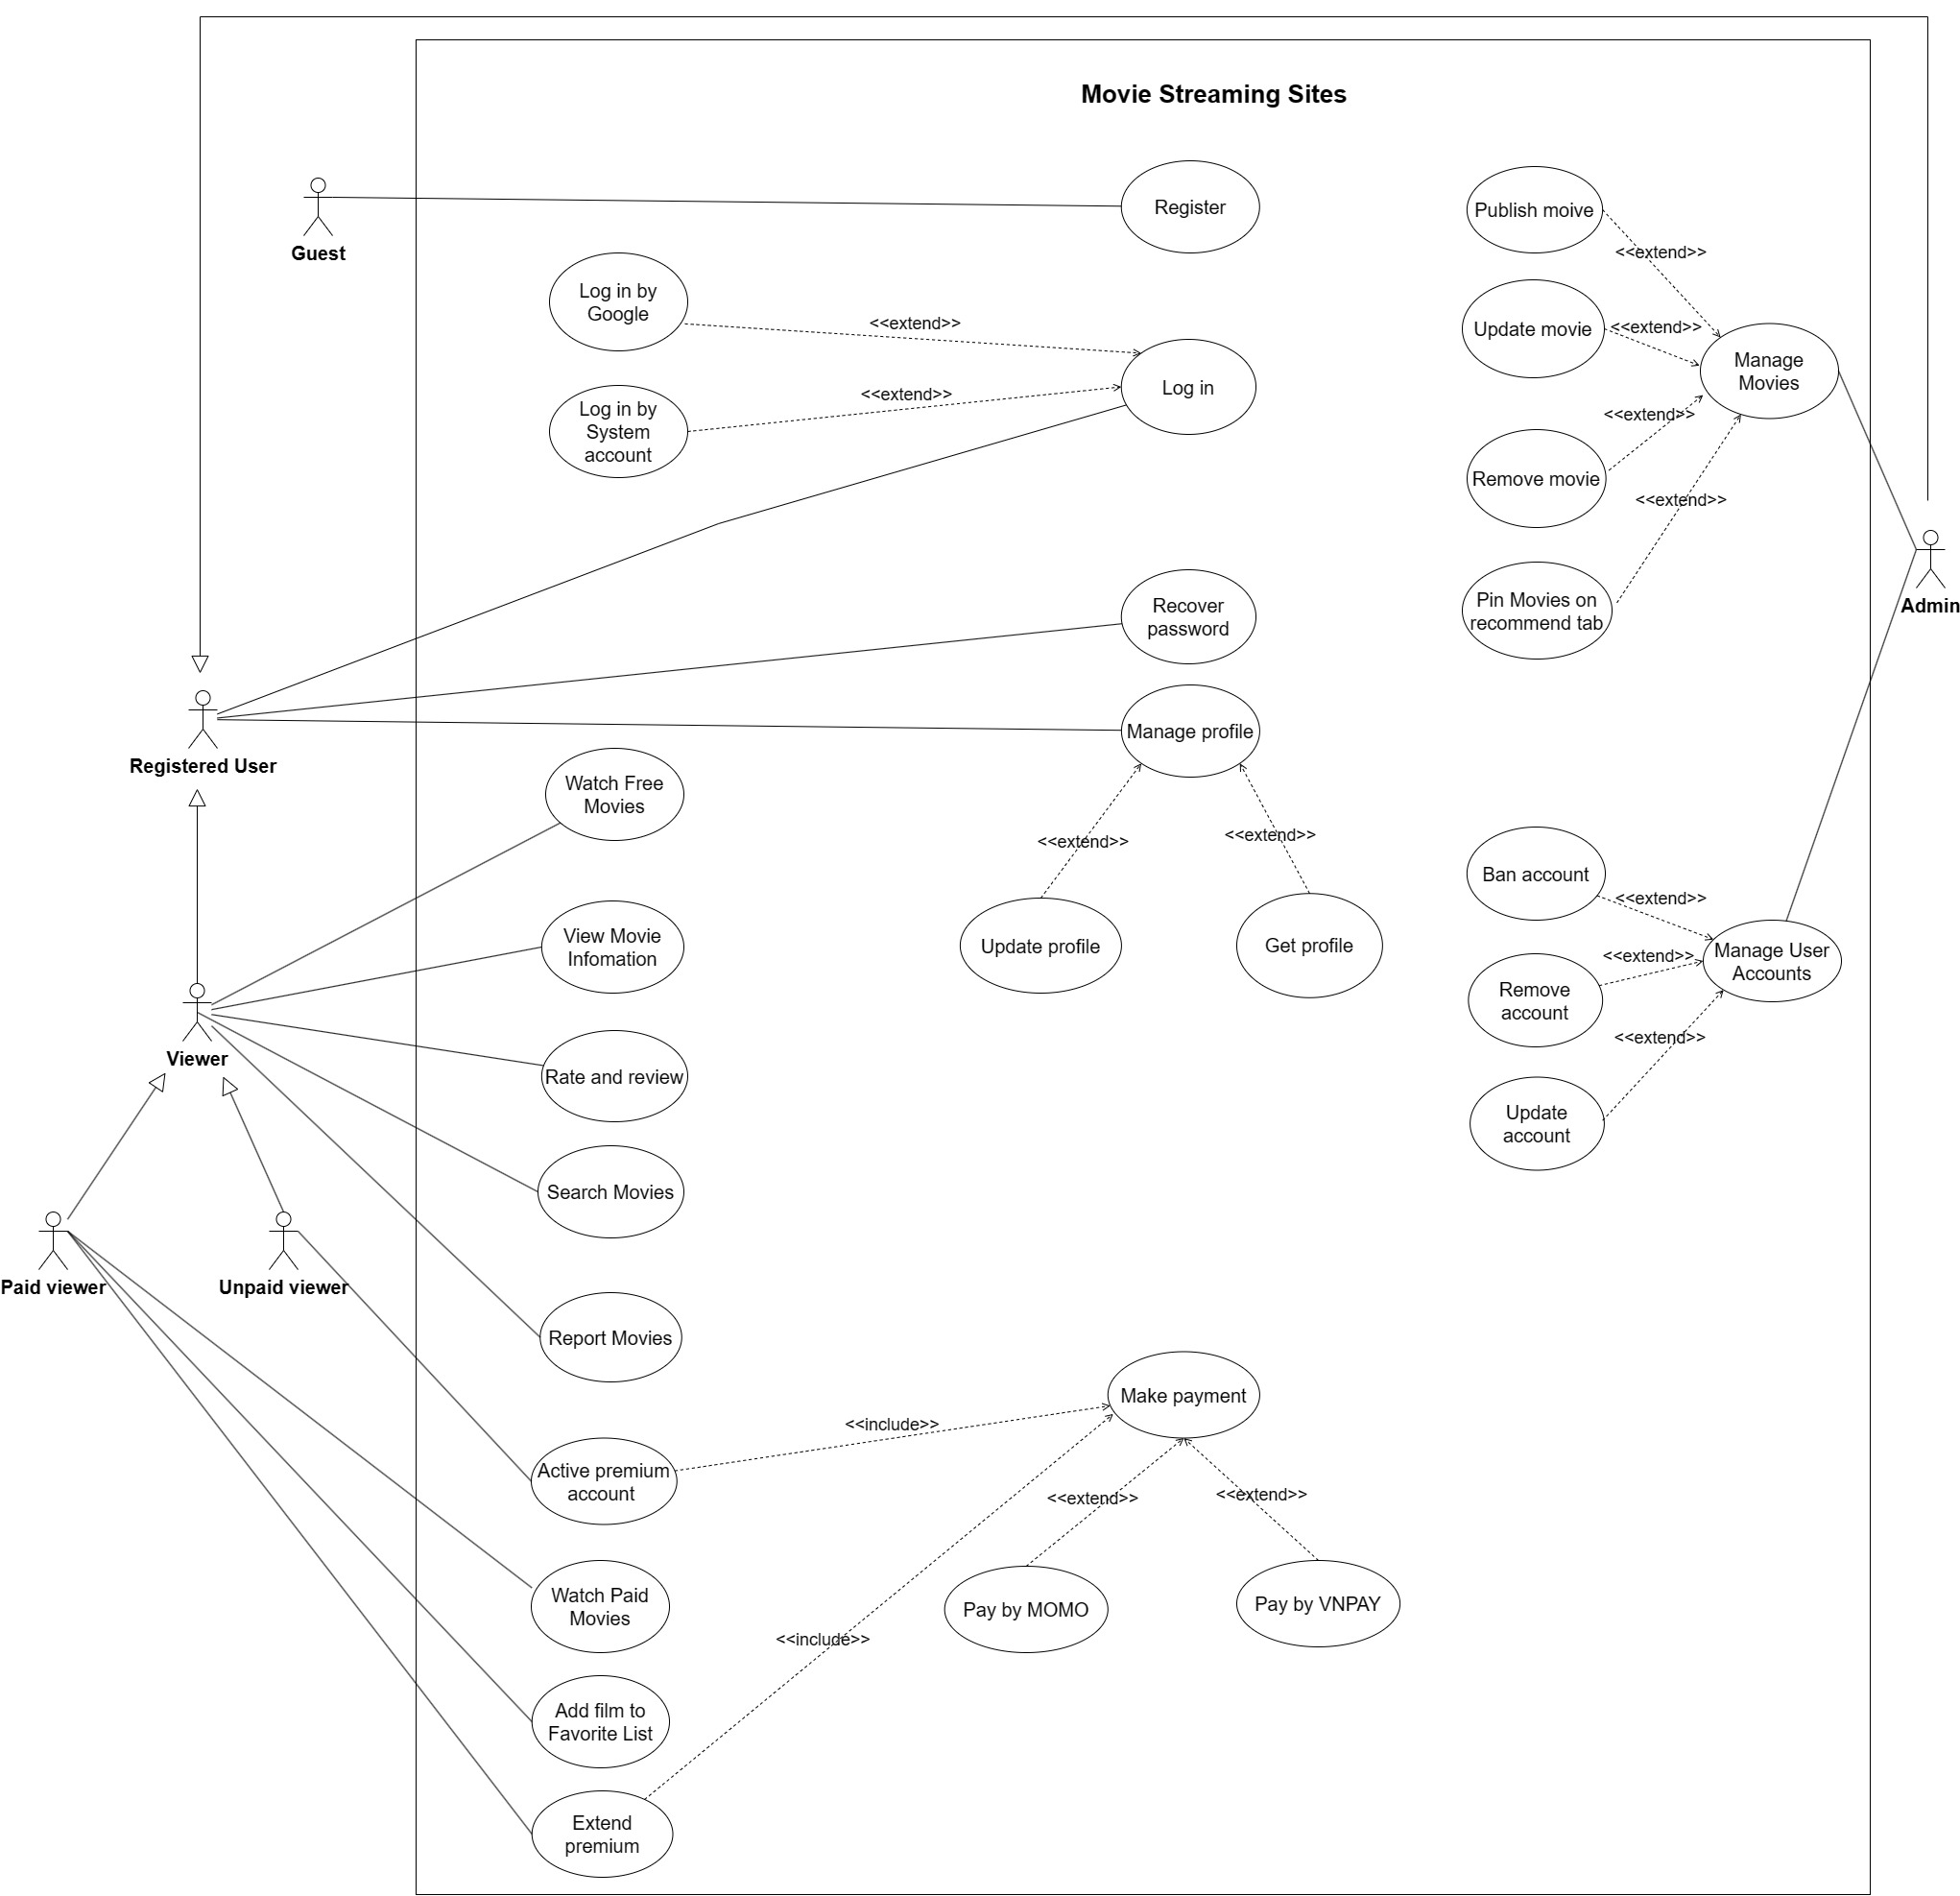 Movie Streaming Sites
Guest
Register
Publish moive
<<extend>>
Log in by
Google
<<extend>>
Update movie
<<extend>>
Manage
Movies
Log in
<<extend>>
Log in by
System
account
<<extend>>
Remove movie
<<extend>>
Pin Movies on
recommend tab
Admin
Recover
password
Manage profile
Registered User
Watch Free
Movies
<<extend>>
<<extend>>
Ban account
<<extend>>
View Movie
Infomation
Update profile
Get profile
<<extend>>
Manage User
Accounts
Remove
account
<<extend>>
Viewer
Rate and review
Update
account
Search Movies
Paid viewer
Unpaid viewer
Report Movies
Make payment
<<include>>
Active premium
account
<<extend>>
<<extend>>
Watch Paid
Movies
Pay by MOMO
Pay by VNPAY
<<include>>
Add film to
Favorite List
Extend
premium